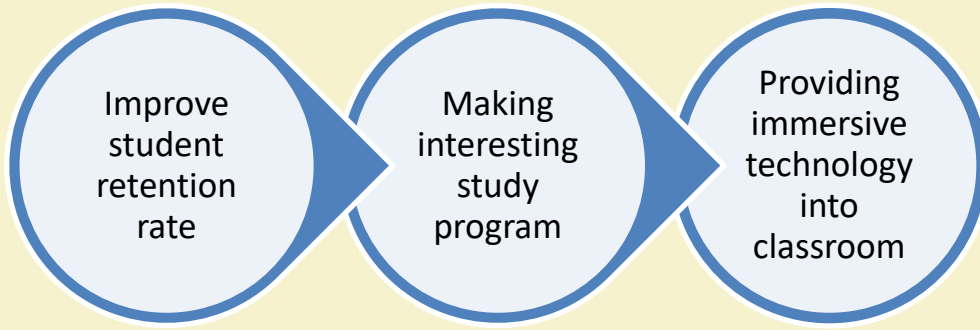 Improve
student
retention
rate
Making
interesting
study
program
Providing
immersive
technology
into
classroom